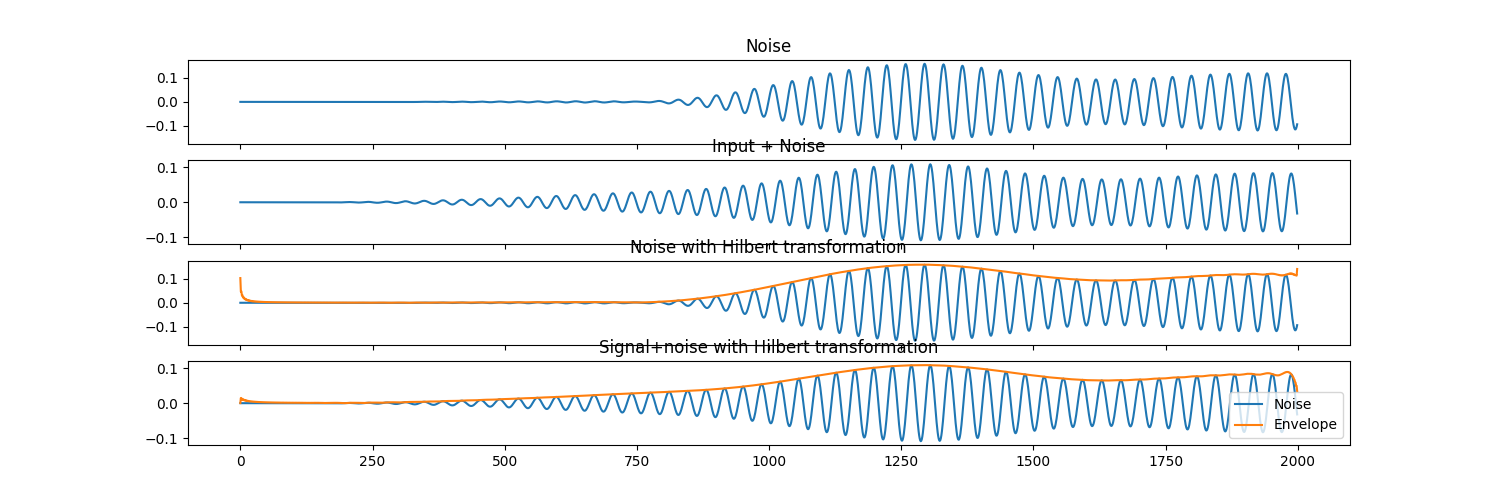 Noise
0.1
0.0
−0.1
Input + Noise
0.1
0.0
−0.1
Noise with Hilbert transformation
0.1
0.0
−0.1
Signal+noise with Hilbert transformation
0.1
0.0
−0.1
Noise
Envelope
0 250 500 750 1000 1250 1500 1750 2000